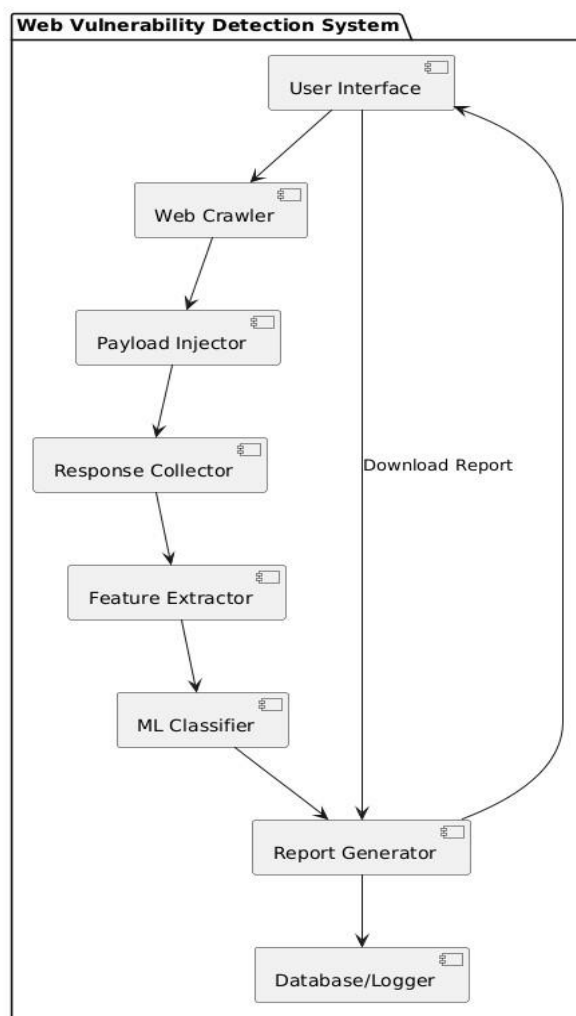 Web Vulnerability Detection System
User Interface
Web Crawler
Payload Injector
Response Collector
Download Report
Feature Extractor
ML Classifier
Report Generator
Database/Logger